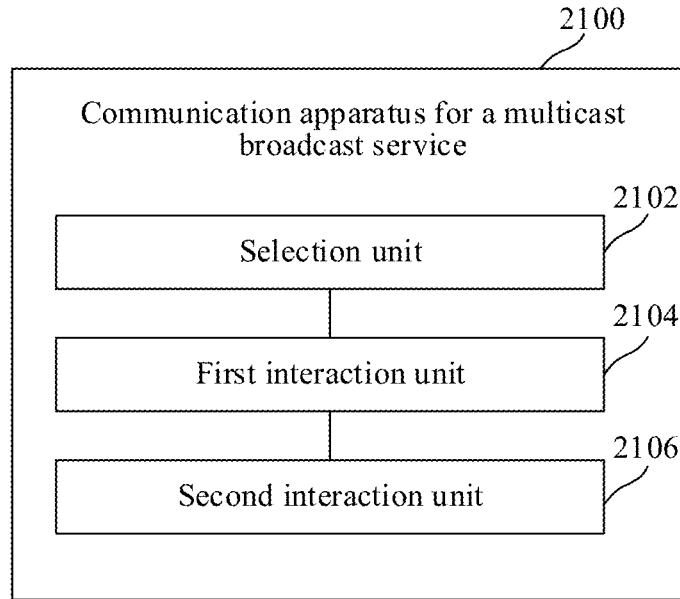 2100
Communication apparatus for a multicast
broadcast service
2102
Selection unit
2104
First interaction unit
2106
Second interaction unit